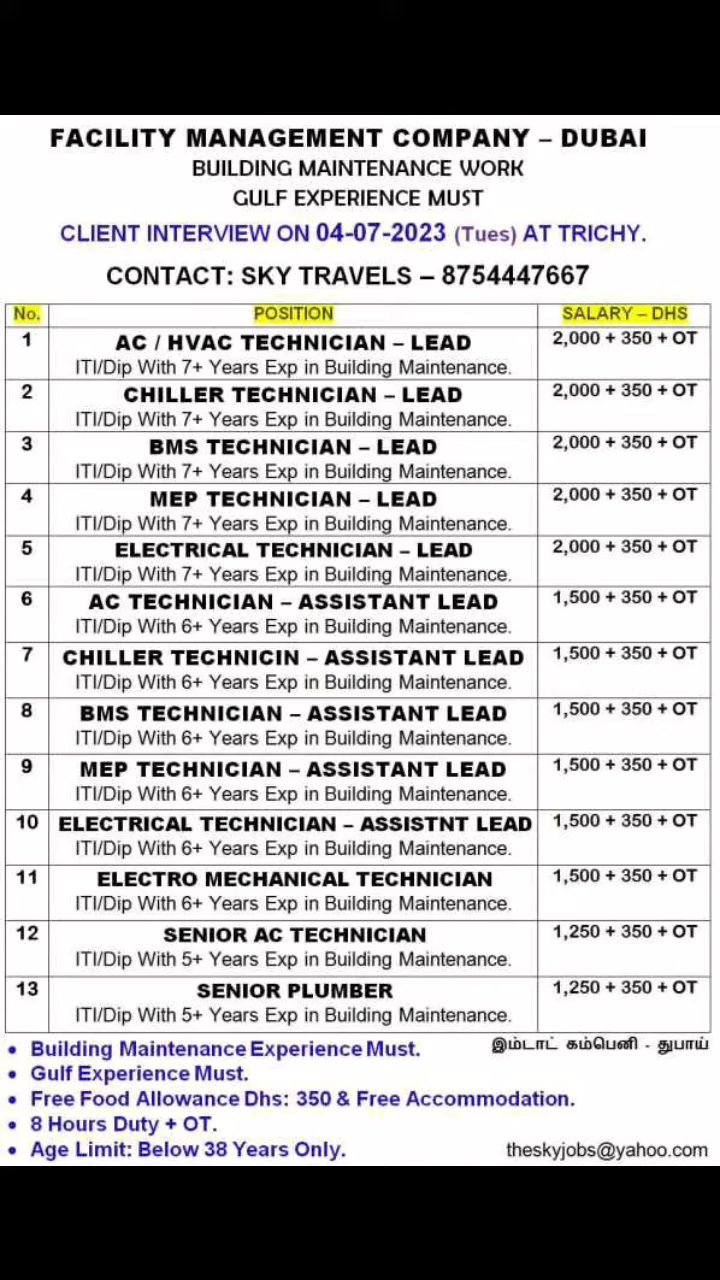 FACILITY MANAGEMENT COMPANY – DUBAI
BUILDING MAINTENANCE WORK
GULF EXPERIENCE MUST
CLIENT INTERVIEW ON 04-07-2023 (Tues) AT TRICHY.
CONTACT: SKY TRAVELS – 8754447667
No. POSITION SALARY – DHS
1 AC / HVAC TECHNICIAN – LEAD 2,000 + 350 + OT
ITI/Dip With 7+ Years Exp in Building Maintenance.
2 CHILLER TECHNICIAN – LEAD 2,000 + 350 + OT
ITI/Dip With 7+ Years Exp in Building Maintenance.
3 BMS TECHNICIAN – LEAD 2,000 + 350 + OT
ITI/Dip With 7+ Years Exp in Building Maintenance.
4 MEP TECHNICIAN – LEAD 2,000 + 350 + OT
ITI/Dip With 7+ Years Exp in Building Maintenance.
5 ELECTRICAL TECHNICIAN – LEAD 2,000 + 350 + OT
ITI/Dip With 7+ Years Exp in Building Maintenance.
6 AC TECHNICIAN – ASSISTANT LEAD 1,500 + 350 + OT
ITI/Dip With 6+ Years Exp in Building Maintenance.
7 CHILLER TECHNICIN – ASSISTANT LEAD 1,500 + 350 + OT
ITI/Dip With 6+ Years Exp in Building Maintenance.
8 BMS TECHNICIAN – ASSISTANT LEAD 1,500 + 350 + OT
ITI/Dip With 6+ Years Exp in Building Maintenance.
9 MEP TECHNICIAN – ASSISTANT LEAD 1,500 + 350 + OT
ITI/Dip With 6+ Years Exp in Building Maintenance.
10 ELECTRICAL TECHNICIAN – ASSISTNT LEAD 1,500 + 350 + OT
ITI/Dip With 6+ Years Exp in Building Maintenance.
11 ELECTRO MECHANICAL TECHNICIAN 1,500 + 350 + OT
ITI/Dip With 6+ Years Exp in Building Maintenance.
12 SENIOR AC TECHNICIAN 1,250 + 350 + OT
ITI/Dip With 5+ Years Exp in Building Maintenance.
13 SENIOR PLUMBER 1,250 + 350 + OT
ITI/Dip With 5+ Years Exp in Building Maintenance.
• Building Maintenance Experience Must. இம்டாட் கம்பெனி - துபாய்
• Gulf Experience Must.
• Free Food Allowance Dhs: 350 & Free Accommodation.
• 8 Hours Duty + OT.
• Age Limit: Below 38 Years Only. theskyjobs@yahoo.com